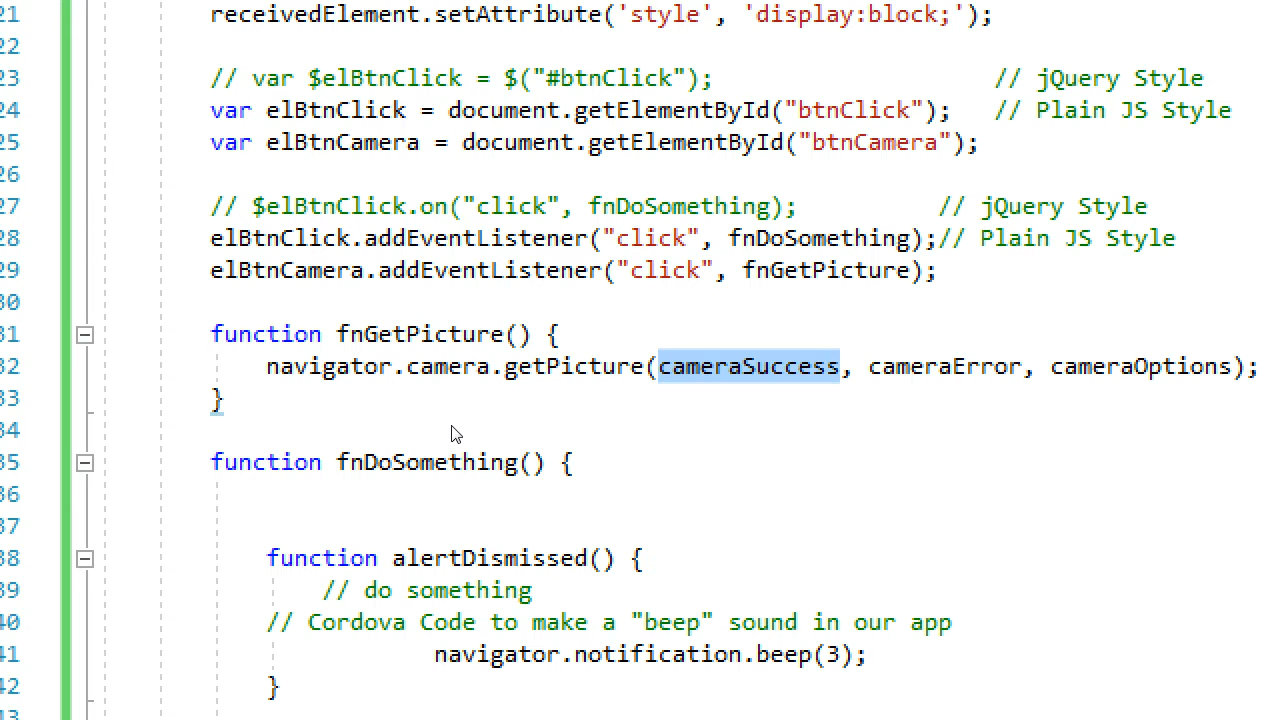 21 receivedElement.setAttribute('style', 'display:block;');
22
23 // var $elBtnClick = $("#btnClick"); // jQuery Style
24 var elBtnClick = document.getElementById("btnClick"); // Plain JS Style
25 var elBtnCamera = document.getElementById("btnCamera");
26
27 // $elBtnClick.on("click", fnDoSomething); // jQuery Style
28 elBtnClick.addEventListener("click", fnDoSomething);// Plain JS Style
29 elBtnCamera.addEventListener("click", fnGetPicture);
30
31 function fnGetPicture() {
32 navigator.camera.getPicture(cameraSuccess, cameraError, cameraOptions);
33 }
34
35 function fnDoSomething() {
36
37
38 function alertDismissed() {
39 // do something
40 // Cordova Code to make a "beep" sound in our app
41 navigator.notification.beep(3);
42 }
43